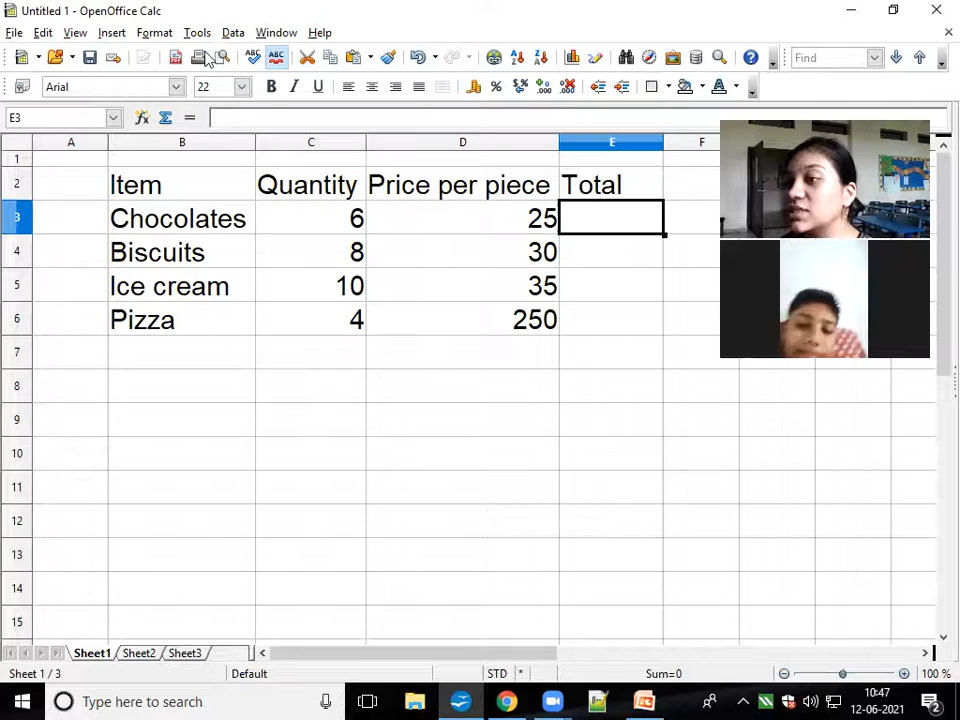 Untitled 1 - OpenOffice Calc
File Edit View Insert Format Tools Data Window Help
ABC ABC Find
Arial 22 B I U A
E3
A B C D E F
1
2 Item Quantity Price per piece Total
3 Chocolates 6 25
4 Biscuits 8 30
5 Ice cream 10 35
6 Pizza 4 250
7
8
9
10
11
12
13
14
15
Sheet1 Sheet2 Sheet3
Sheet 1 / 3 Default STD * Sum=0 100 %
Type here to search
10:47
12-06-2021
2